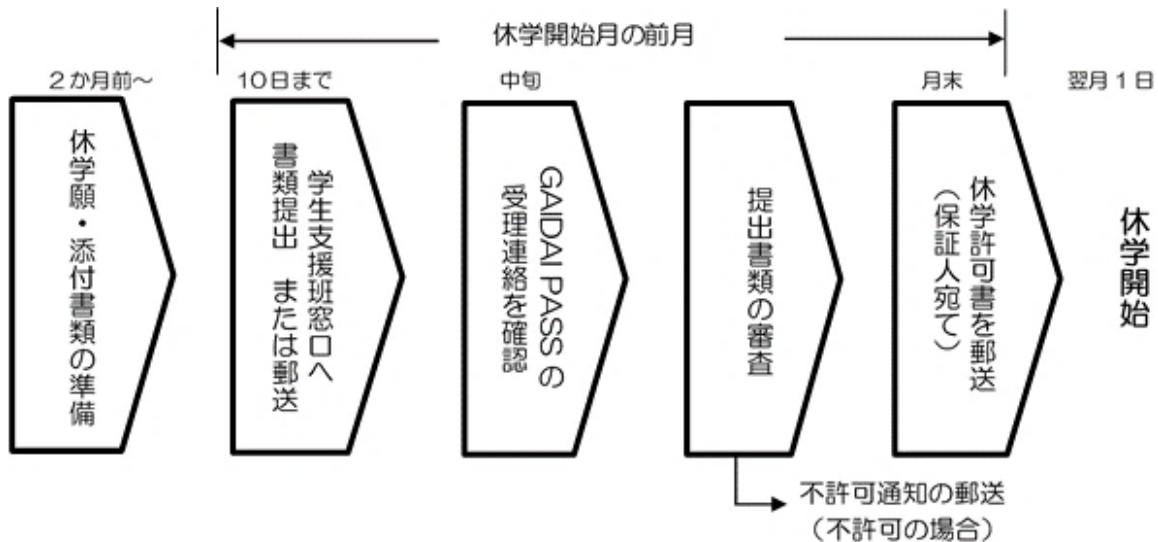 休学開始月の前月
2か月前~
10日まで
中旬
月末
翌月1日
休学願・添付書類の準備
学生支援班窓口へ
書類提出 または郵送
GAIDAI PASSの
受理連絡を確認
提出書類の審査
休学許可書を郵送
(保証人宛て)
休学開始
不許可通知の郵送
(不許可の場合)